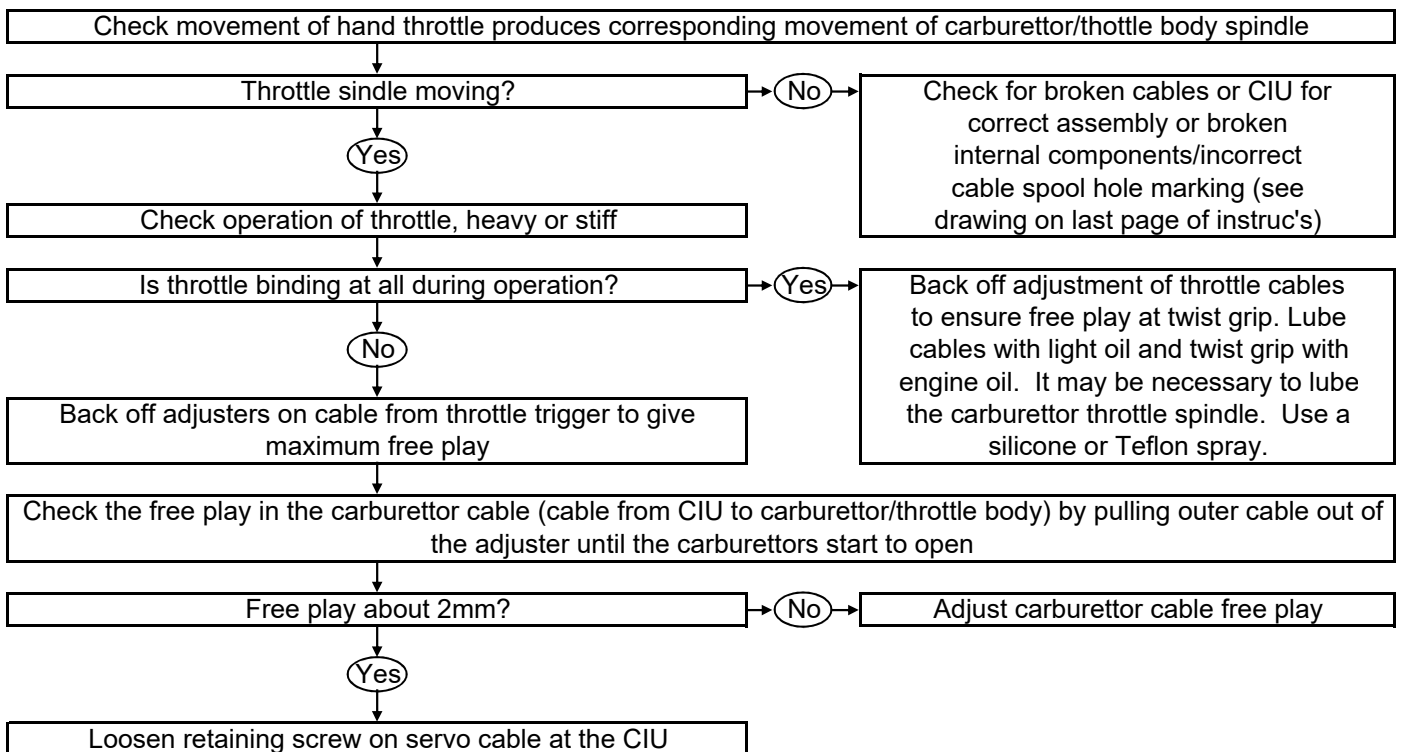 Check movement of hand throttle produces corresponding movement of carburettor/thottle body spindle
Throttle sindle moving?
No
Check for broken cables or CIU for
correct assembly or broken
internal components/incorrect
cable spool hole marking (see
drawing on last page of instruc's)
Yes
Check operation of throttle, heavy or stiff
Is throttle binding at all during operation?
Yes
Back off adjustment of throttle cables
to ensure free play at twist grip. Lube
cables with light oil and twist grip with
engine oil.  It may be necessary to lube
the carburettor throttle spindle.  Use a
silicone or Teflon spray.
No
Back off adjusters on cable from throttle trigger to give
maximum free play
Check the free play in the carburettor cable (cable from CIU to carburettor/throttle body) by pulling outer cable out of
the adjuster until the carburettors start to open
Free play about 2mm?
No
Adjust carburettor cable free play
Yes
Loosen retaining screw on servo cable at the CIU